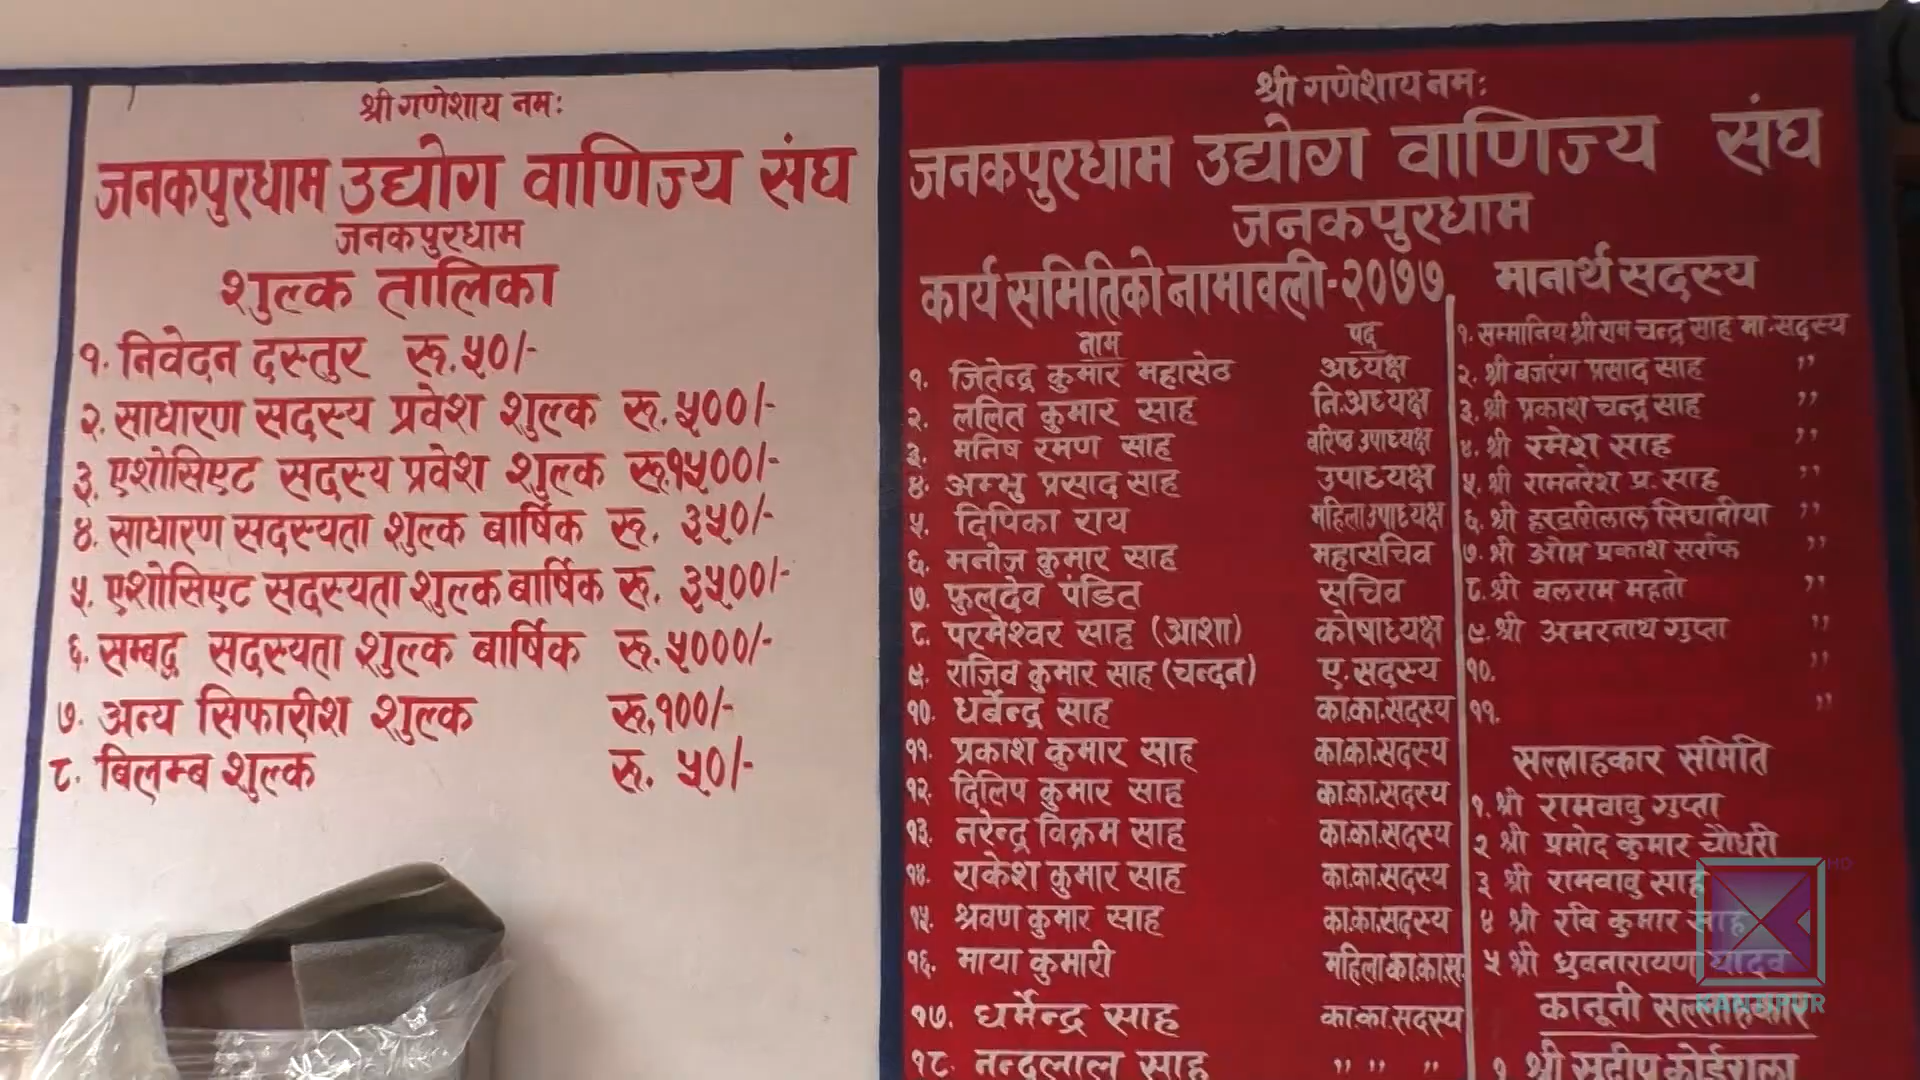 श्री गणेशाय नम:
जनकपुरधाम उद्योग वाणिज्य संघ
जनकपुरधाम
शुल्क तालिका
१. निवेदन दस्तुर रू. ५०/-
२. साधारण सदस्य प्रवेश शुल्क रू. ५००/-
३. एशोसिएट सदस्य प्रवेश शुल्क रू.१५००/-
४. साधारण सदस्यता शुल्क बार्षिक रू. ३५०/-
५. एशोसिएट सदस्यता शुल्क बार्षिक रू. ३५००/-
६. सम्बद्ध सदस्यता शुल्क बार्षिक रू. ५०००/-
७. अन्य सिफारीश शुल्क रू.१००/-
८. बिलम्ब शुल्क रू. ५०/-
श्री गणेशाय नम:
जनकपुरधाम उद्योग वाणिज्य संघ
जनकपुरधाम
कार्य समितिको नामावली-२०७७
नाम पद
१. जितेन्द्र कुमार महासेठ अध्यक्ष
२. ललित कुमार साह नि.अध्यक्ष
३. मनिष रमण साह बरिष्ठ उपाध्यक्ष
४. अम्भु प्रसाद साह उपाध्यक्ष
५. दिपिका राय महिला उपाध्यक्ष
६. मनोज कुमार साह महासचिव
७. फुलदेव पंडित सचिव
८. परमेश्वर साह (आशा) कोषाध्यक्ष
९. राजिव कुमार साह (चन्दन) ए. सदस्य
१०. धर्बेन्द्र साह का.का.सदस्य
११. प्रकाश कुमार साह का.का.सदस्य
१२. दिलिप कुमार साह का.का.सदस्य
१३. नरेन्द्र विक्रम साह का.का.सदस्य
१४. राकेश कुमार साह का.का.सदस्य
१५. श्रवण कुमार साह का.का.सदस्य
१६. माया कुमारी महिला का.का.स.
१७. धर्मेन्द्र साह का.का.सदस्य
१८. नन्दलाल साह ,, ,, ,,
मानार्थ सदस्य
१. सम्मानिय श्री राम चन्द्र साह मा. सदस्य
२. श्री बजरंग प्रसाद साह ,,
३. श्री प्रकाश चन्द्र साह ,,
४. श्री रमेश साह ,,
५. श्री रामनरेश प्र. साह ,,
६. श्री हरद्वारीलाल सिंघानीया ,,
७. श्री ओम प्रकाश सर्राफ ,,
८. श्री वलराम महतो ,,
९. श्री अमरनाथ गुप्ता ,,
१०. ,,
११. ,,
सल्लाहकार समिति
१. श्री रामवावु गुप्ता
२ श्री प्रमोद कुमार चौधरी
३ श्री रामवावु साह
४ श्री रवि कुमार साह
५ श्री ध्रुवनारायण यादव
कानूनी सल्लाहकार
१ श्री सुदीप कोईराला
HD
KANTIPUR